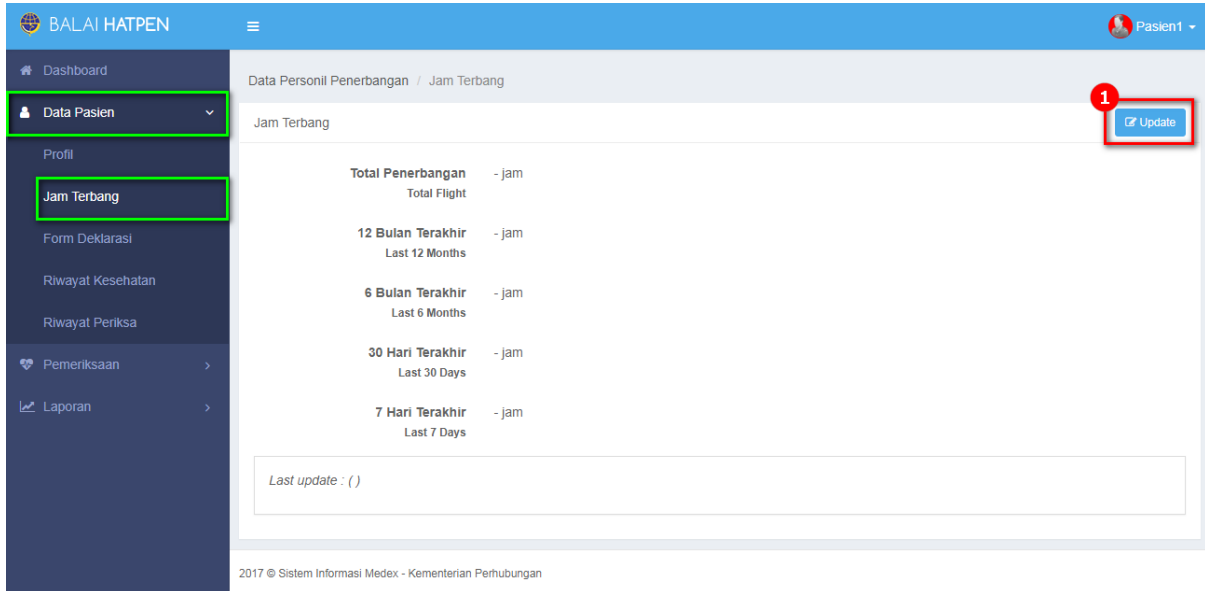 BALAI HATPEN
Pasien1
Dashboard
Data Pasien
Profil
Jam Terbang
Form Deklarasi
Riwayat Kesehatan
Riwayat Periksa
Pemeriksaan
Laporan
Data Personil Penerbangan / Jam Terbang
1
Jam Terbang
Update
Total Penerbangan - jam
Total Flight
12 Bulan Terakhir - jam
Last 12 Months
6 Bulan Terakhir - jam
Last 6 Months
30 Hari Terakhir - jam
Last 30 Days
7 Hari Terakhir - jam
Last 7 Days
Last update : ( )
2017 © Sistem Informasi Medex - Kementerian Perhubungan